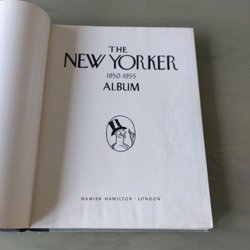 THE
NEW YORKER
1950-1955
ALBUM
HAMISH HAMILTON · LONDON